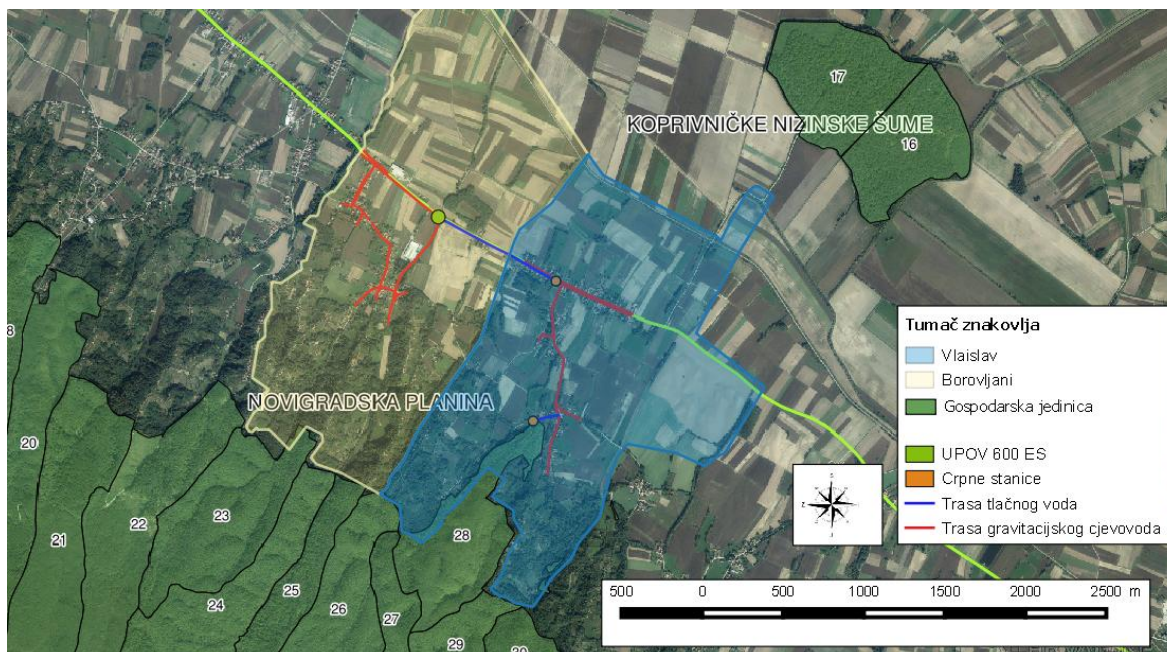 17
KOPRIVNIČKE NIZINSKE ŠUME
16
Tumač znakovlja
Vlaislav
Borovljani
Gospodarska jedinica
UPOV 600 ES
Crpne stanice
Trasa tlačnog voda
Trasa gravitacijskog cjevovoda
8
NOVIGRADSKA PLANINA
20
21
22
23
24
25
26
27
28
29
30
500 0 500 1000 1500 2000 2500 m